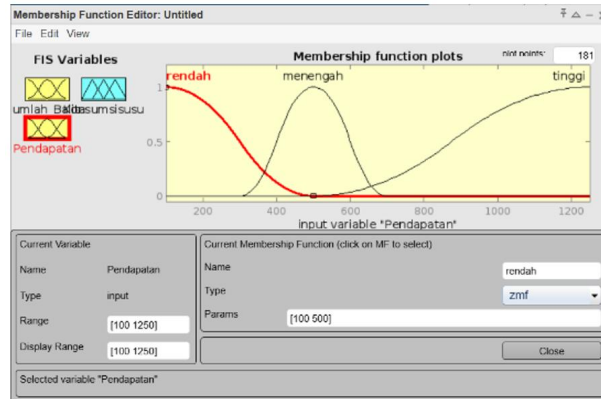 Membership Function Editor: Untitled
File Edit View
FIS Variables
umlah Balita
Konsumsisusu
Pendapatan
Membership function plots
plot points: 181
rendah menengah tinggi
1
0.5
0
200 400 600 800 1000 1200
input variable "Pendapatan"
Current Variable
Name Pendapatan
Type input
Range [100 1250]
Display Range [100 1250]
Current Membership Function (click on MF to select)
Name rendah
Type zmf
Params [100 500]
Close
Selected variable "Pendapatan"